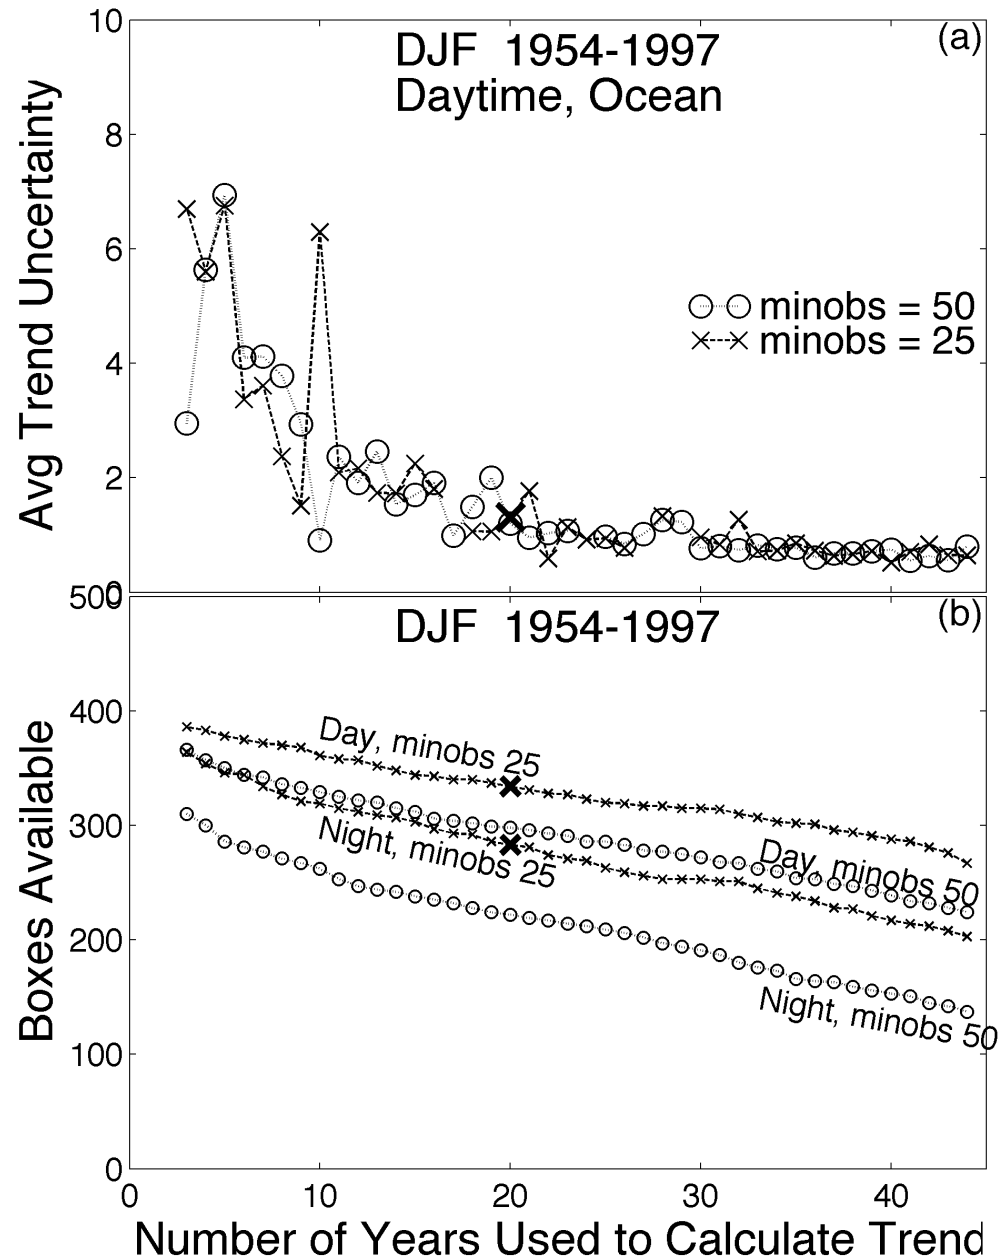 10
(a)
DJF 1954-1997
Daytime, Ocean
8
6
4
2
0
Avg Trend Uncertainty
minobs = 50
minobs = 25
500
(b)
DJF 1954-1997
400
300
200
100
0
Boxes Available
Day, minobs 25
Night, minobs 25
Day, minobs 50
Night, minobs 50
0 10 20 30 40
Number of Years Used to Calculate Trend